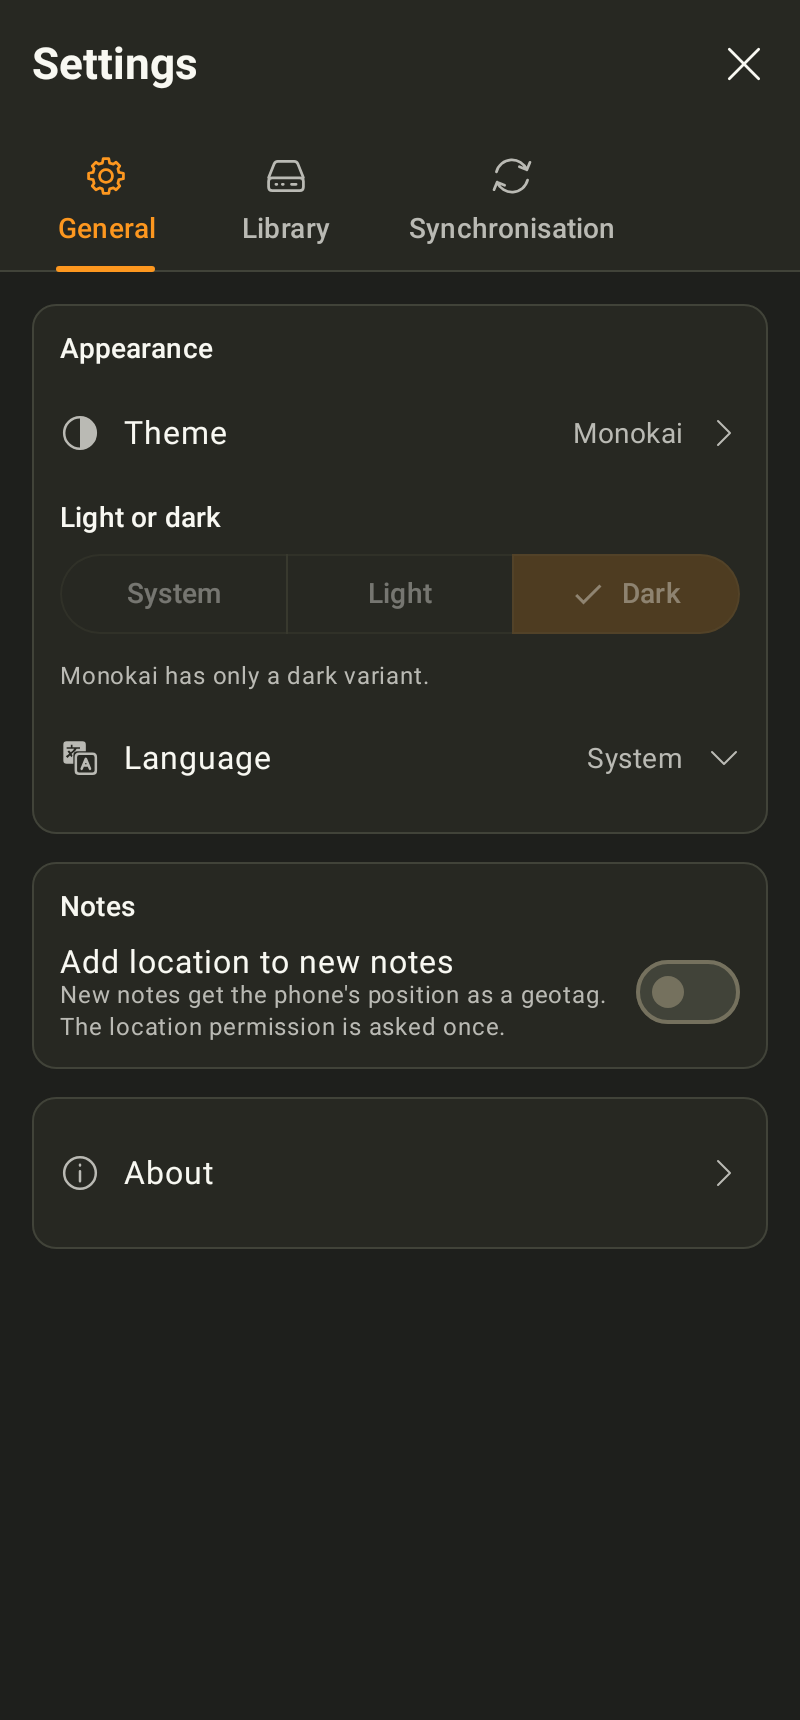 Settings
General
Library
Synchronisation
Appearance
Theme
Monokai
Light or dark
System
Light
Dark
Monokai has only a dark variant.
Language
System
Notes
Add location to new notes
New notes get the phone's position as a geotag.
The location permission is asked once.
About